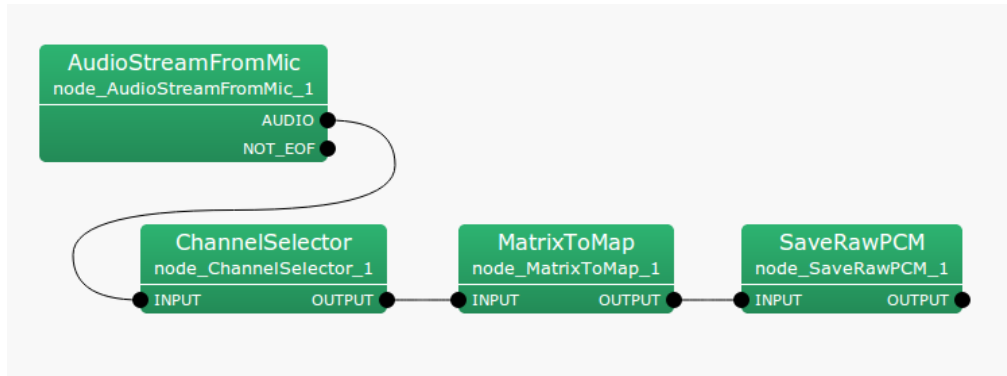 AudioStreamFromMic
node_AudioStreamFromMic_1
AUDIO
NOT_EOF
ChannelSelector
node_ChannelSelector_1
INPUT OUTPUT
MatrixToMap
node_MatrixToMap_1
INPUT OUTPUT
SaveRawPCM
node_SaveRawPCM_1
INPUT OUTPUT